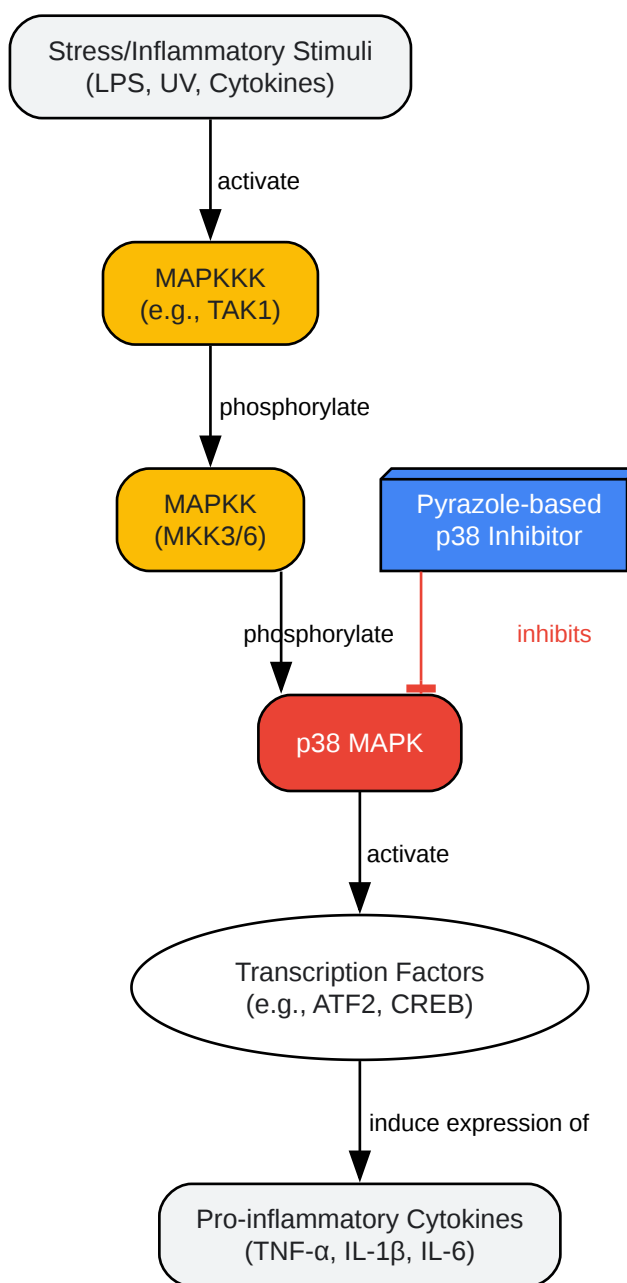 Stress/Inflammatory Stimuli
(LPS, UV, Cytokines)
activate
MAPKKK
(e.g., TAK1)
phosphorylate
MAPKK
(MKK3/6)
Pyrazole-based
p38 Inhibitor
phosphorylate
inhibits
p38 MAPK
activate
Transcription Factors
(e.g., ATF2, CREB)
induce expression of
Pro-inflammatory Cytokines
(TNF-α, IL-1β, IL-6)